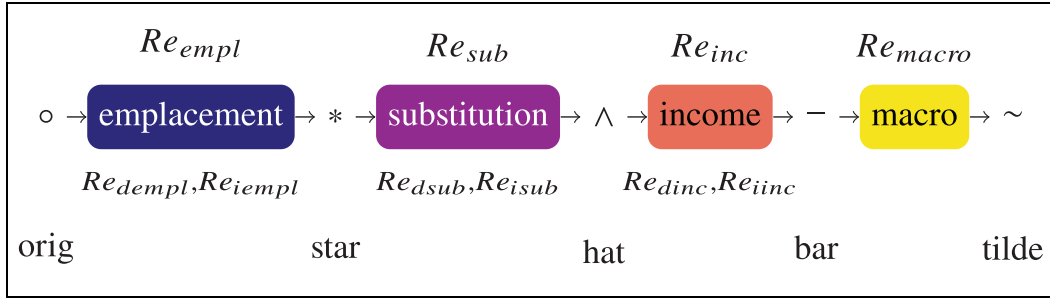 Re_empl Re_sub Re_inc Re_macro
∘ → emplacement → * → substitution → ∧ → income → − → macro → ∼
Re_dempl,Re_iempl Re_dsub,Re_isub Re_dinc,Re_iinc
orig star hat bar tilde